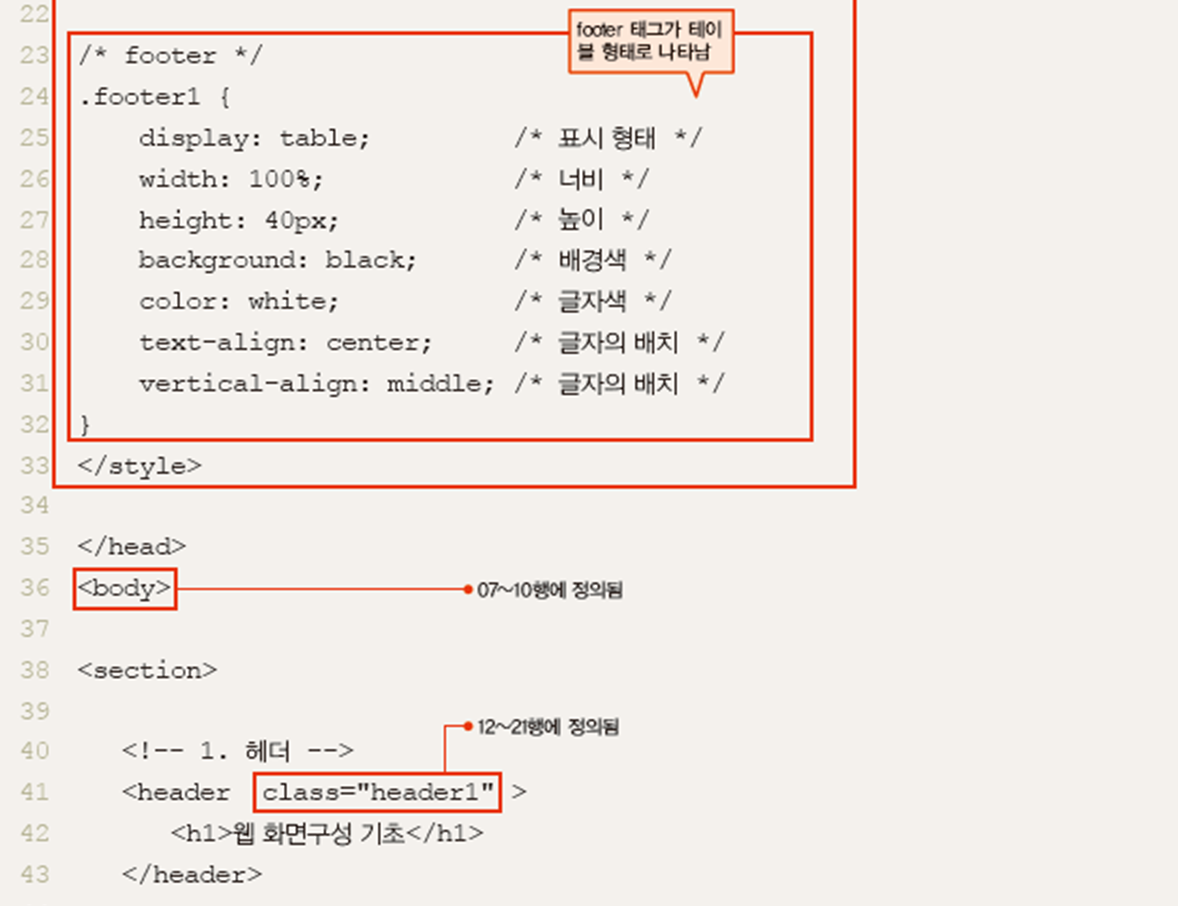 22
footer 태그가 테이
블 형태로 나타남
23 /* footer */
24 .footer1 {
25 display: table; /* 표시 형태 */
26 width: 100%; /* 너비 */
27 height: 40px; /* 높이 */
28 background: black; /* 배경색 */
29 color: white; /* 글자색 */
30 text-align: center; /* 글자의 배치 */
31 vertical-align: middle; /* 글자의 배치 */
32 }
33 </style>
34
35 </head>
36 <body> 07~10행에 정의됨
37
38 <section>
39
12~21행에 정의됨
40 <!-- 1. 헤더 -->
41 <header class="header1" >
42 <h1>웹 화면구성 기초</h1>
43 </header>